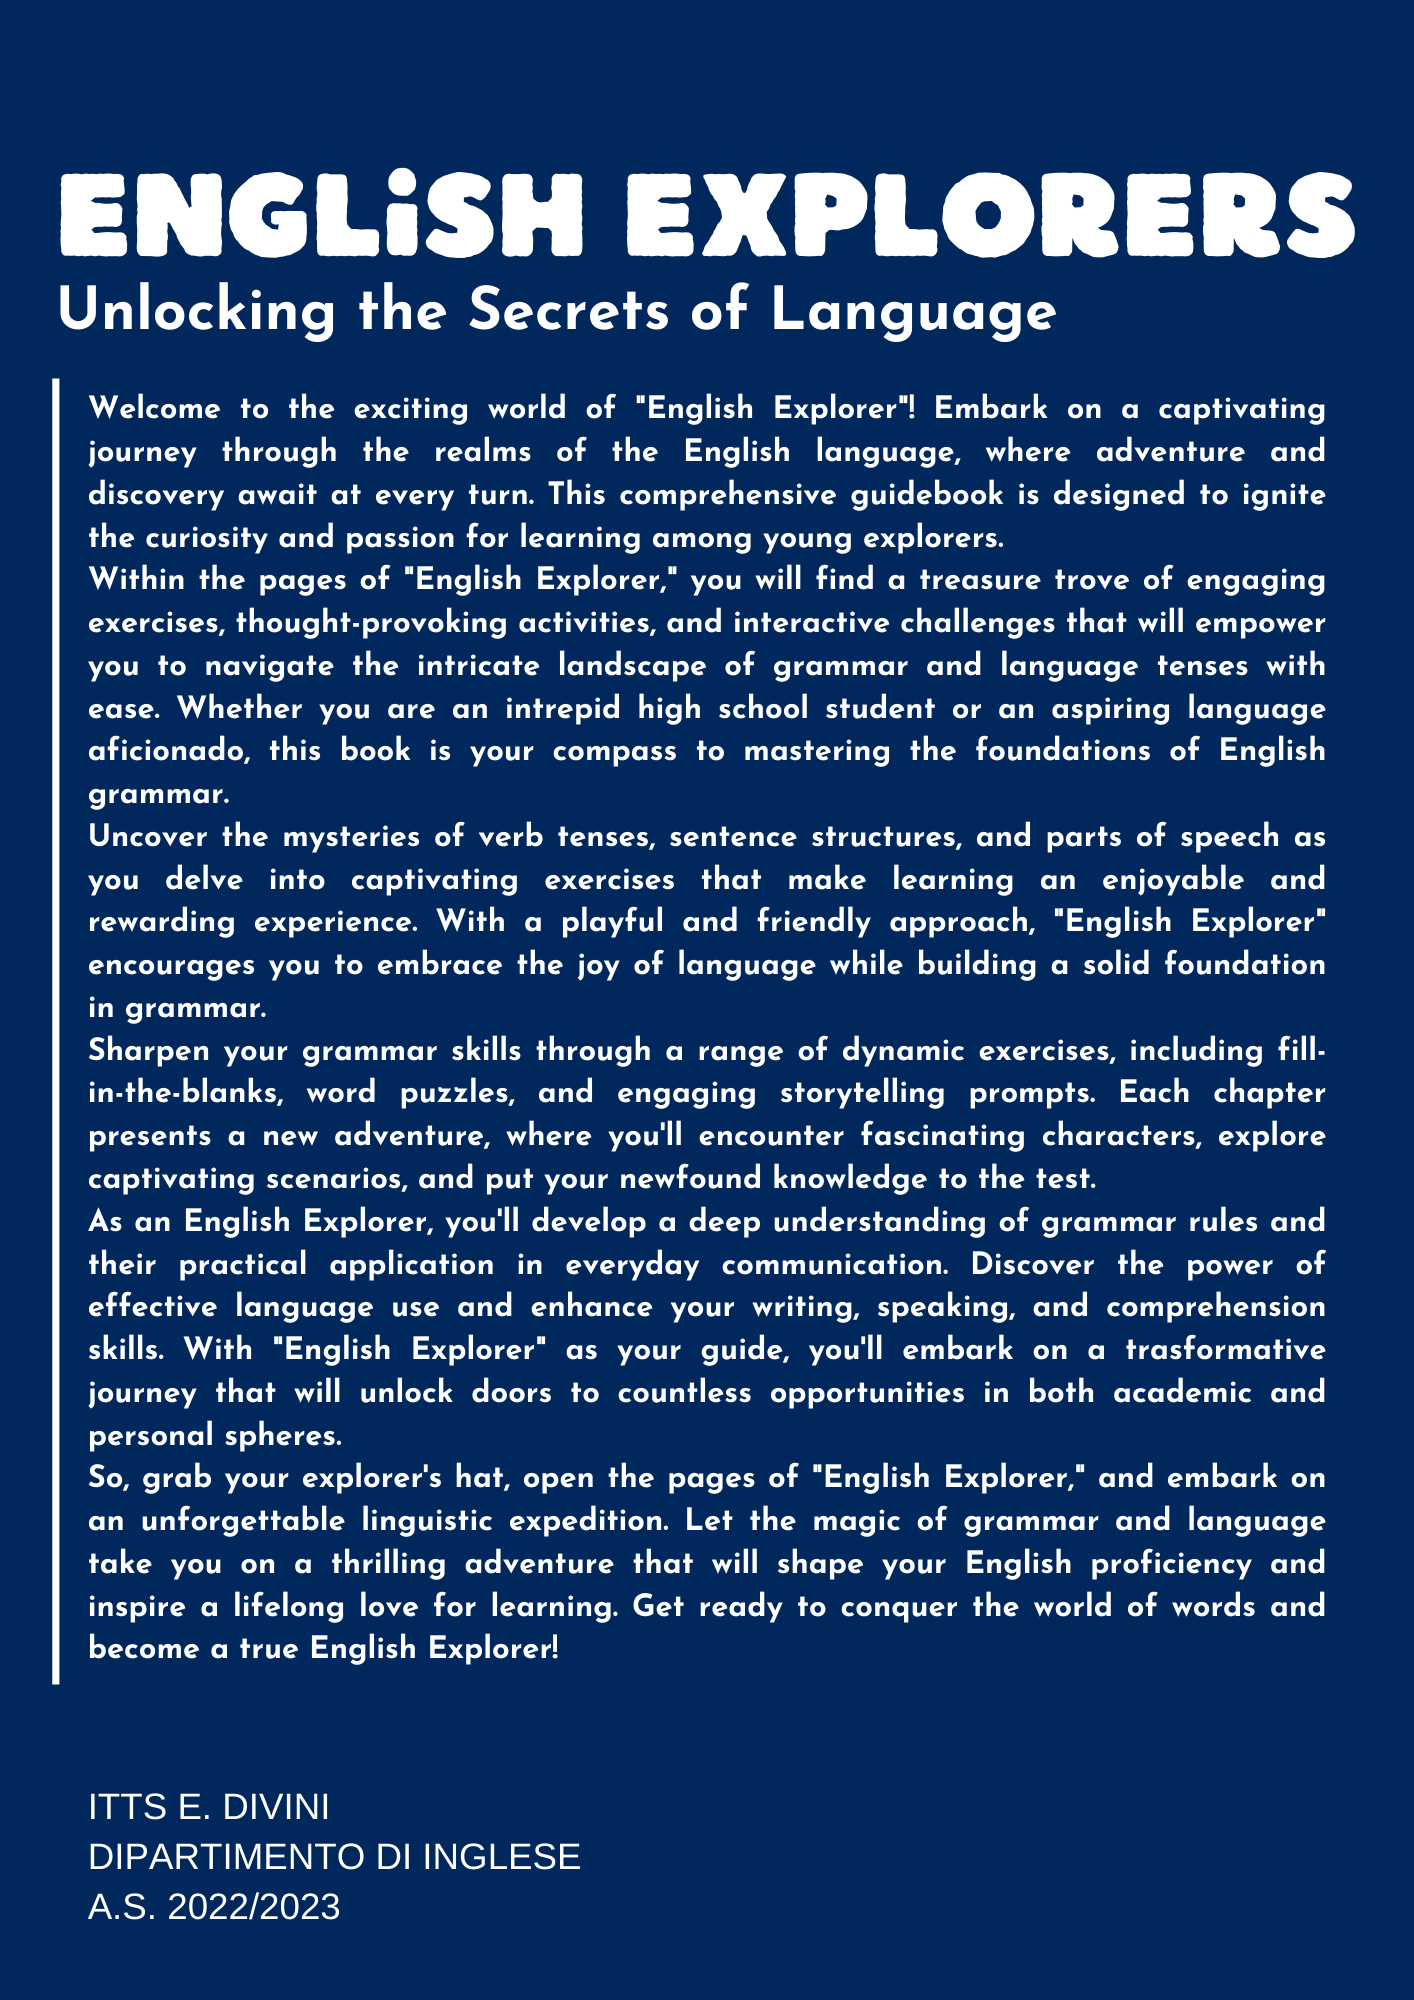 ENGLiSH EXPLORERS
Unlocking the Secrets of Language
Welcome to the exciting world of "English Explorer"! Embark on a captivating
journey through the realms of the English language, where adventure and
discovery await at every turn. This comprehensive guidebook is designed to ignite
the curiosity and passion for learning among young explorers.
Within the pages of "English Explorer," you will find a treasure trove of engaging
exercises, thought-provoking activities, and interactive challenges that will empower
you to navigate the intricate landscape of grammar and language tenses with
ease. Whether you are an intrepid high school student or an aspiring language
aficionado, this book is your compass to mastering the foundations of English
grammar.
Uncover the mysteries of verb tenses, sentence structures, and parts of speech as
you delve into captivating exercises that make learning an enjoyable and
rewarding experience. With a playful and friendly approach, "English Explorer"
encourages you to embrace the joy of language while building a solid foundation
in grammar.
Sharpen your grammar skills through a range of dynamic exercises, including fill-
in-the-blanks, word puzzles, and engaging storytelling prompts. Each chapter
presents a new adventure, where you'll encounter fascinating characters, explore
captivating scenarios, and put your newfound knowledge to the test.
As an English Explorer, you'll develop a deep understanding of grammar rules and
their practical application in everyday communication. Discover the power of
effective language use and enhance your writing, speaking, and comprehension
skills. With "English Explorer" as your guide, you'll embark on a trasformative
journey that will unlock doors to countless opportunities in both academic and
personal spheres.
So, grab your explorer's hat, open the pages of "English Explorer," and embark on
an unforgettable linguistic expedition. Let the magic of grammar and language
take you on a thrilling adventure that will shape your English proficiency and
inspire a lifelong love for learning. Get ready to conquer the world of words and
become a true English Explorer!
ITTS E. DIVINI
DIPARTIMENTO DI INGLESE
A.S. 2022/2023